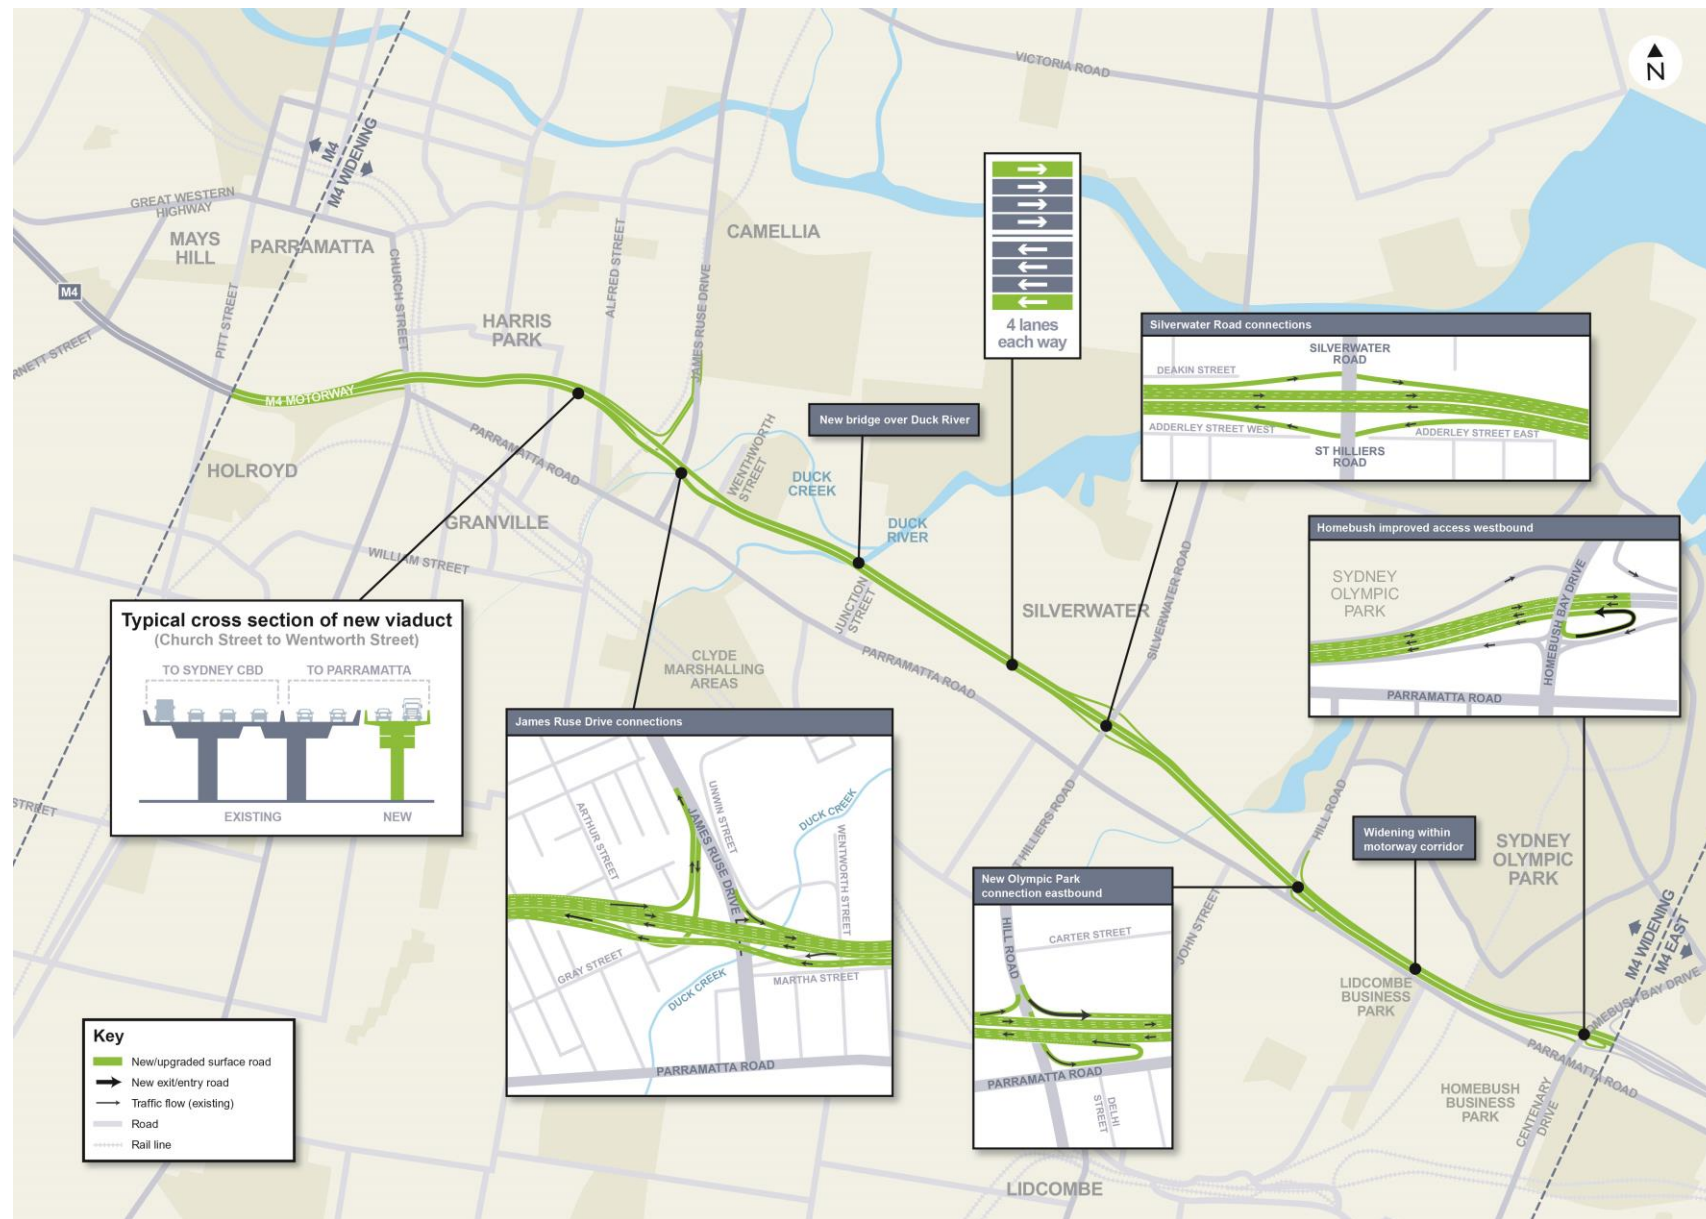 VICTORIA ROAD
N
M4
M4 WIDENING
GREAT WESTERN
HIGHWAY
MAYS
HILL
PARRAMATTA
CHURCH STREET
ALFRED STREET
CAMELLIA
JAMES RUSE DRIVE
M4
PITT STREET
HARRIS
PARK
4 lanes
each way
Silverwater Road connections
SILVERWATER
ROAD
DEAKIN STREET
ADDERLEY STREET WEST
ADDERLEY STREET EAST
ST HILLIERS
ROAD
M4 MOTORWAY
New bridge over Duck River
PARRAMATTA ROAD
WENTHWORTH
STREET
HOLROYD
DUCK
CREEK
GRANVILLE
DUCK
RIVER
WILLIAM STREET
JUNCTION
STREET
SILVERWATER
SILVERWATER ROAD
Homebush improved access westbound
SYDNEY
OLYMPIC
PARK
HOMEBUSH BAY DRIVE
PARRAMATTA ROAD
Typical cross section of new viaduct
(Church Street to Wentworth Street)
TO SYDNEY CBD
TO PARRAMATTA
EXISTING
NEW
CLYDE
MARSHALLING
AREAS
PARRAMATTA ROAD
STREET
James Ruse Drive connections
ARTHUR STREET
JAMES RUSE DRIVE
UNWIN STREET
DUCK CREEK
WENTWORTH STREET
GRAY STREET
DUCK CREEK
MARTHA STREET
PARRAMATTA ROAD
HILLIERS ROAD
HILL ROAD
Widening within
motorway corridor
SYDNEY
OLYMPIC
PARK
New Olympic Park
connection eastbound
HILL ROAD
CARTER STREET
PARRAMATTA ROAD
DELHI
STREET
JOHN STREET
LIDCOMBE
BUSINESS
PARK
M4 WIDENING
M4 EAST
HOMEBUSH BAY DRIVE
PARRAMATTA ROAD
HOMEBUSH
BUSINESS
PARK
CENTENARY
DRIVE
LIDCOMBE
Key
New/upgraded surface road
New exit/entry road
Traffic flow (existing)
Road
Rail line